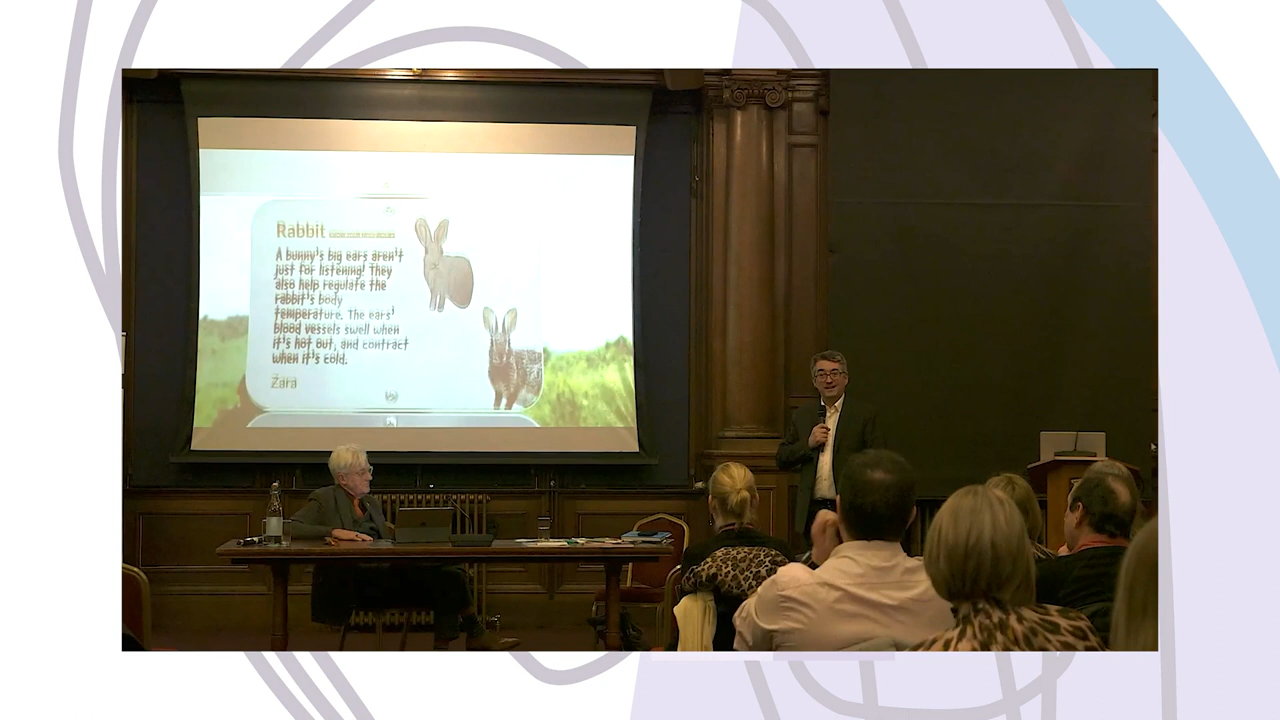 Rabbit
A bunny's big ears aren't
just for listening! They
also help regulate the
rabbit's body
temperature. The ears'
blood vessels swell when
it's hot out, and contract
when it's cold.
Zara